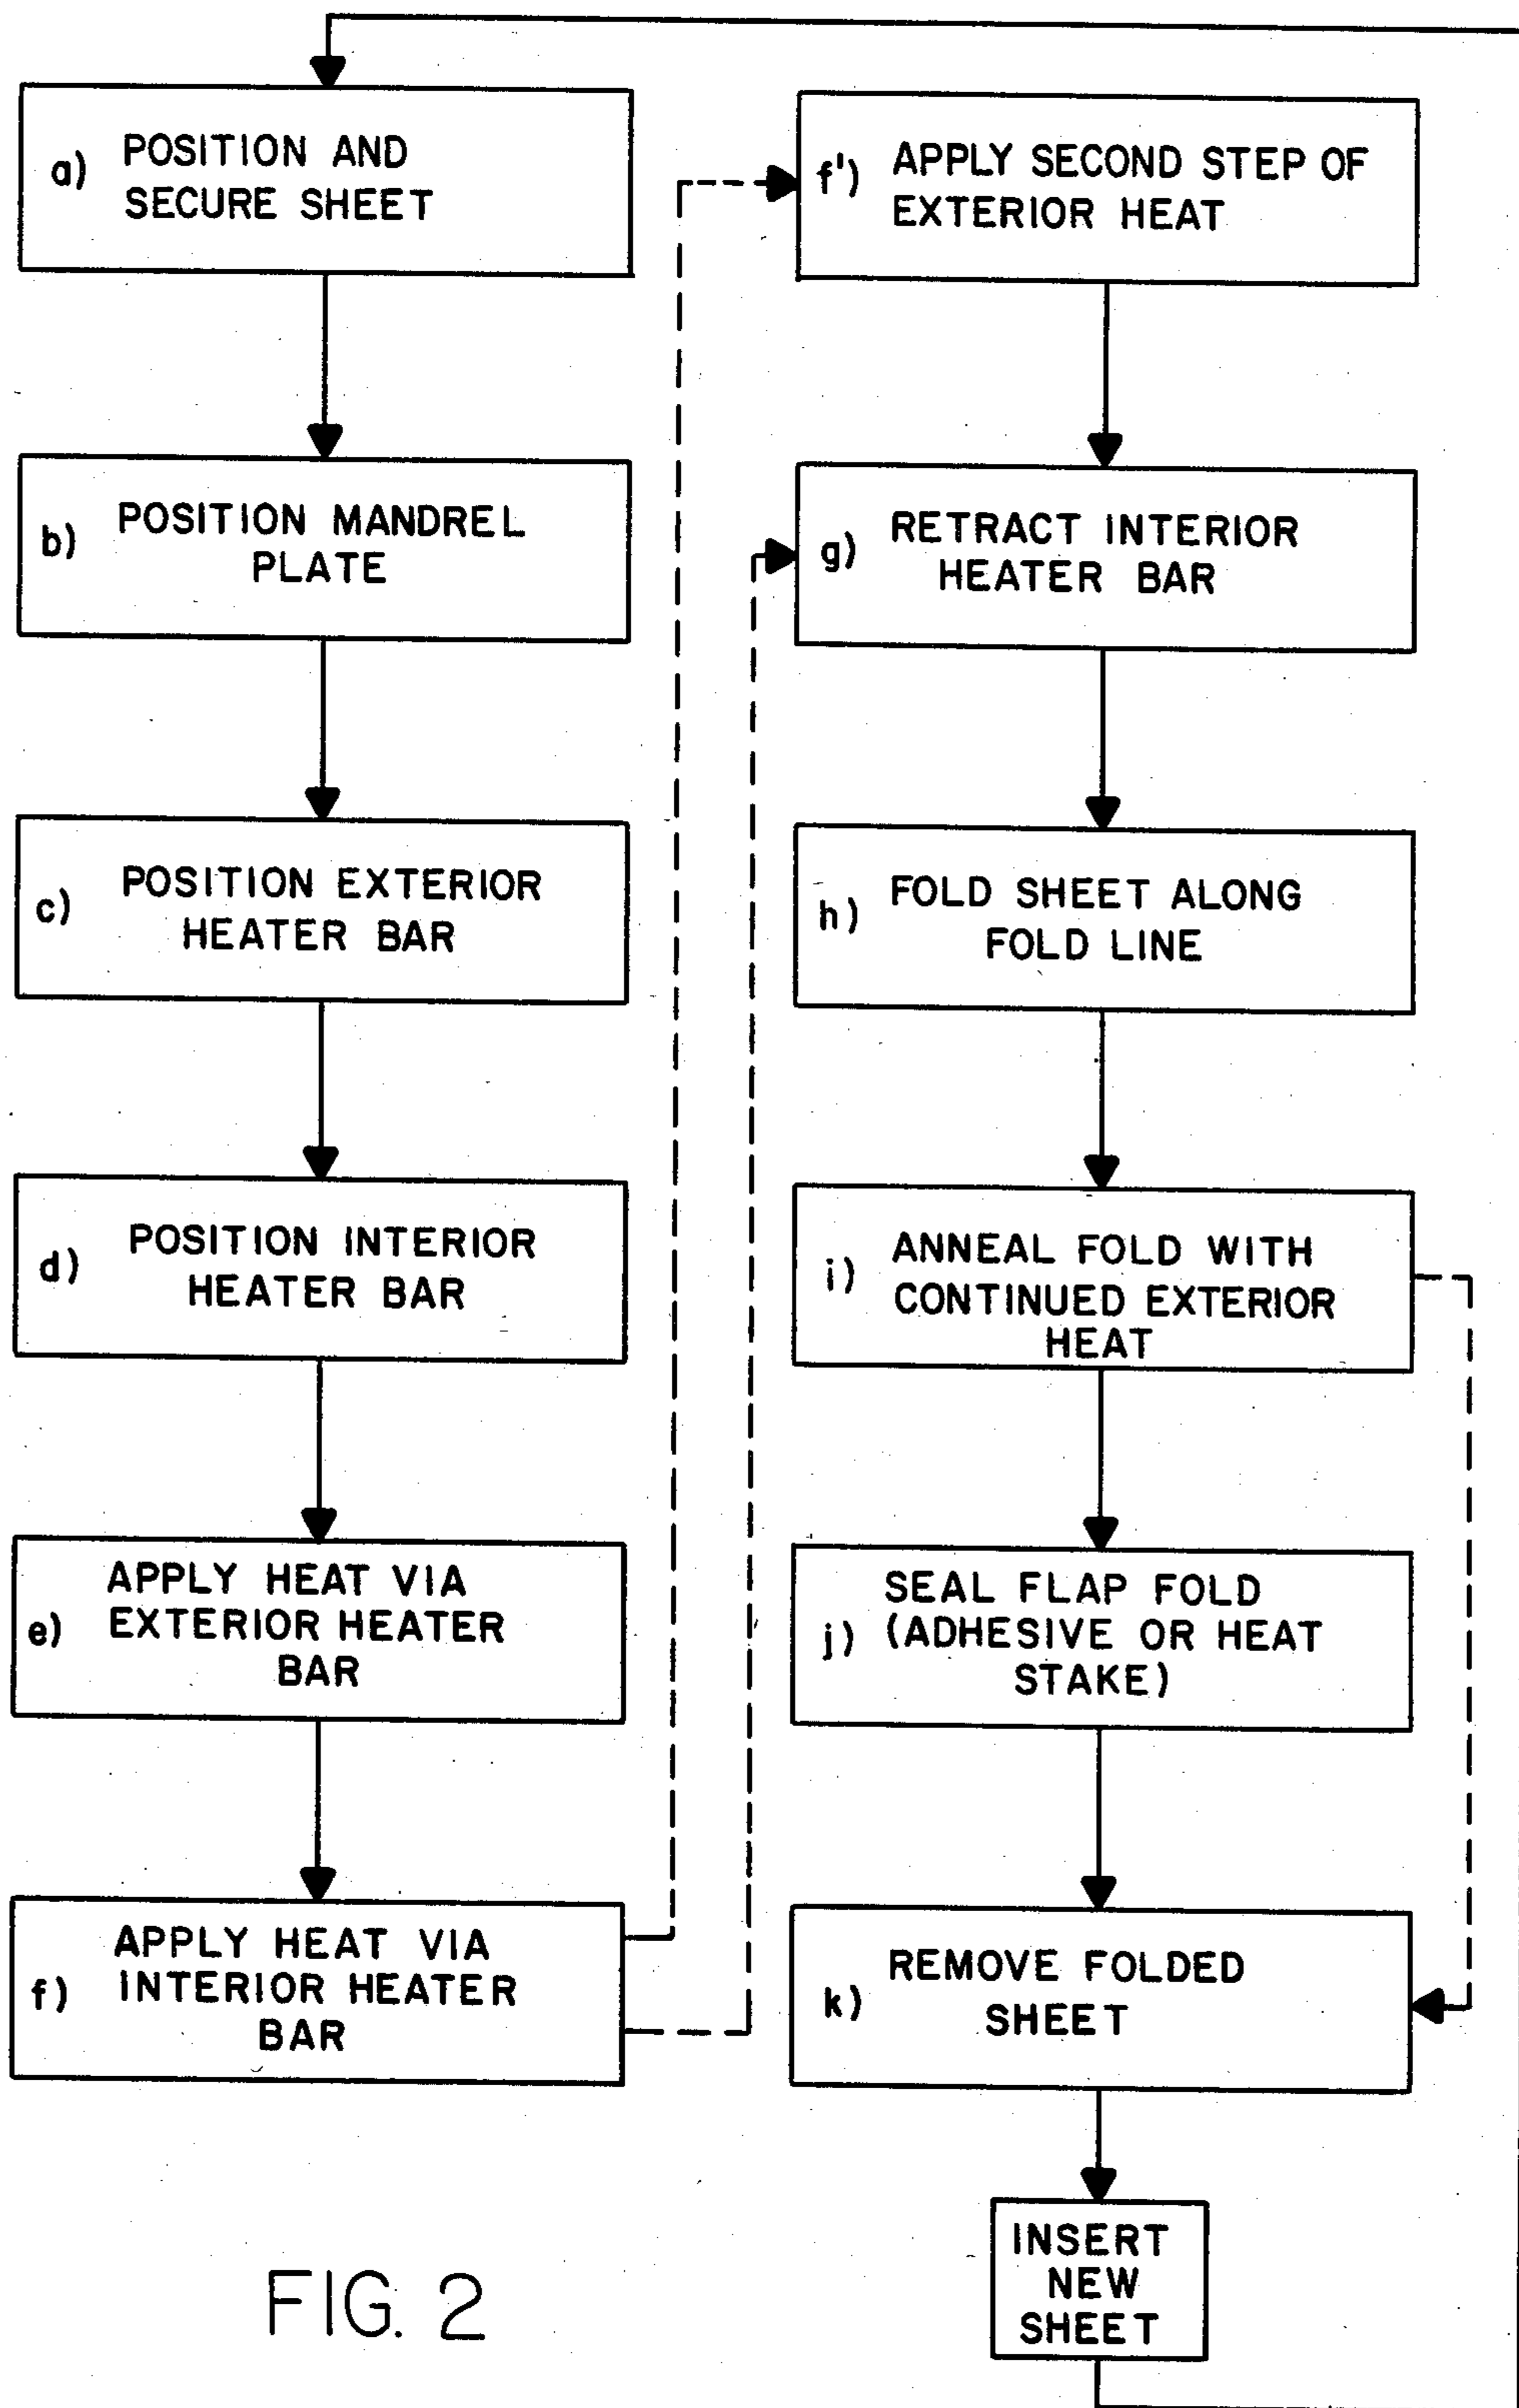 a) POSITION AND
SECURE SHEET
b) POSITION MANDREL
PLATE
c) POSITION EXTERIOR
HEATER BAR
d) POSITION INTERIOR
HEATER BAR
e) APPLY HEAT VIA
EXTERIOR HEATER
BAR
f) APPLY HEAT VIA
INTERIOR HEATER
BAR
f') APPLY SECOND STEP OF
EXTERIOR HEAT
g) RETRACT INTERIOR
HEATER BAR
h) FOLD SHEET ALONG
FOLD LINE
i) ANNEAL FOLD WITH
CONTINUED EXTERIOR
HEAT
j) SEAL FLAP FOLD
(ADHESIVE OR HEAT
STAKE)
k) REMOVE FOLDED
SHEET
INSERT
NEW
SHEET
FIG. 2